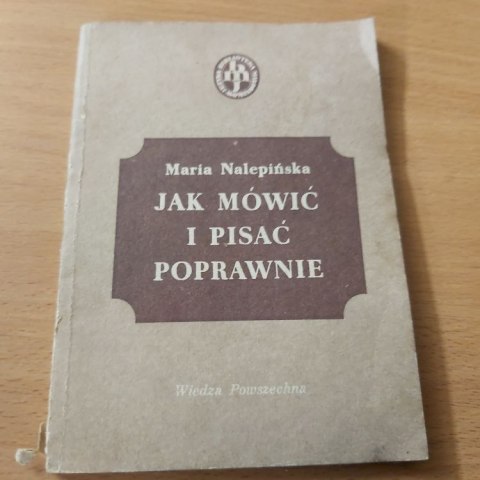 Maria Nalepińska
JAK MÓWIĆ
I PISAĆ
POPRAWNIE
Wiedza Powszechna